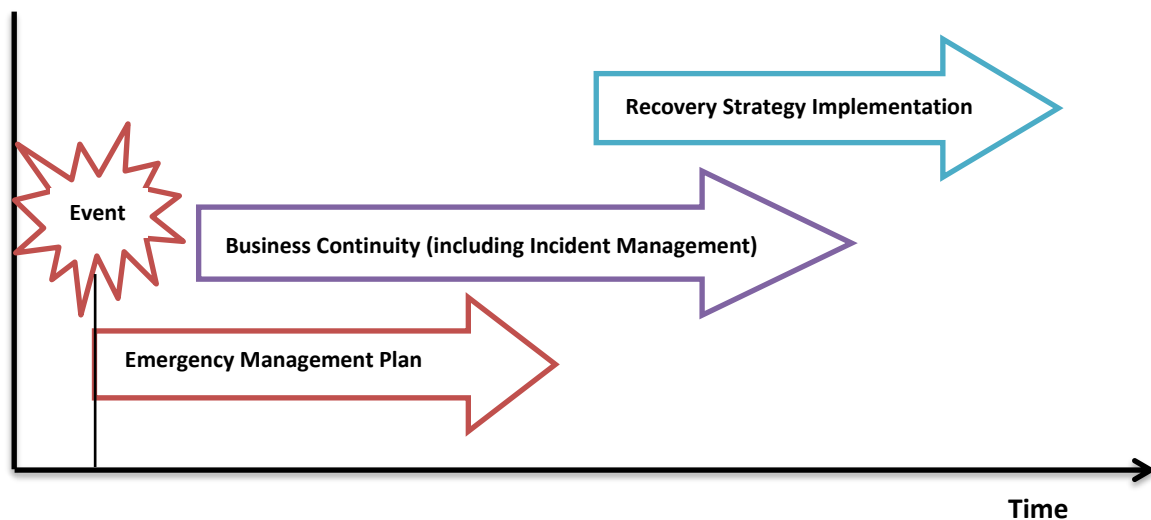 Recovery Strategy Implementation
Event
Business Continuity (including Incident Management)
Emergency Management Plan
Time